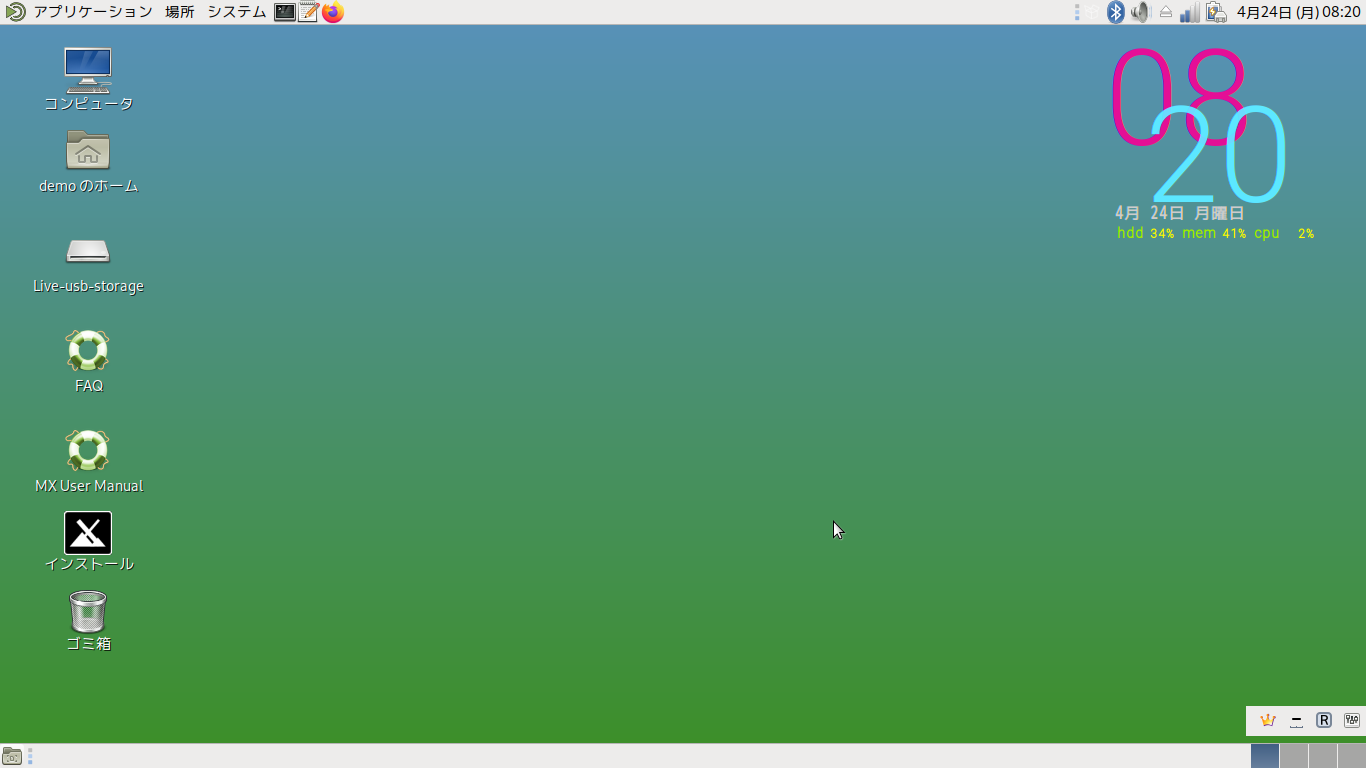 アプリケーション 場所 システム 4月24日 (月) 08:20
08
20
4月 24日 月曜日
hdd 34% mem 41% cpu 2%
コンピュータ
demo のホーム
Live-usb-storage
FAQ
MX User Manual
インストール
ゴミ箱
R